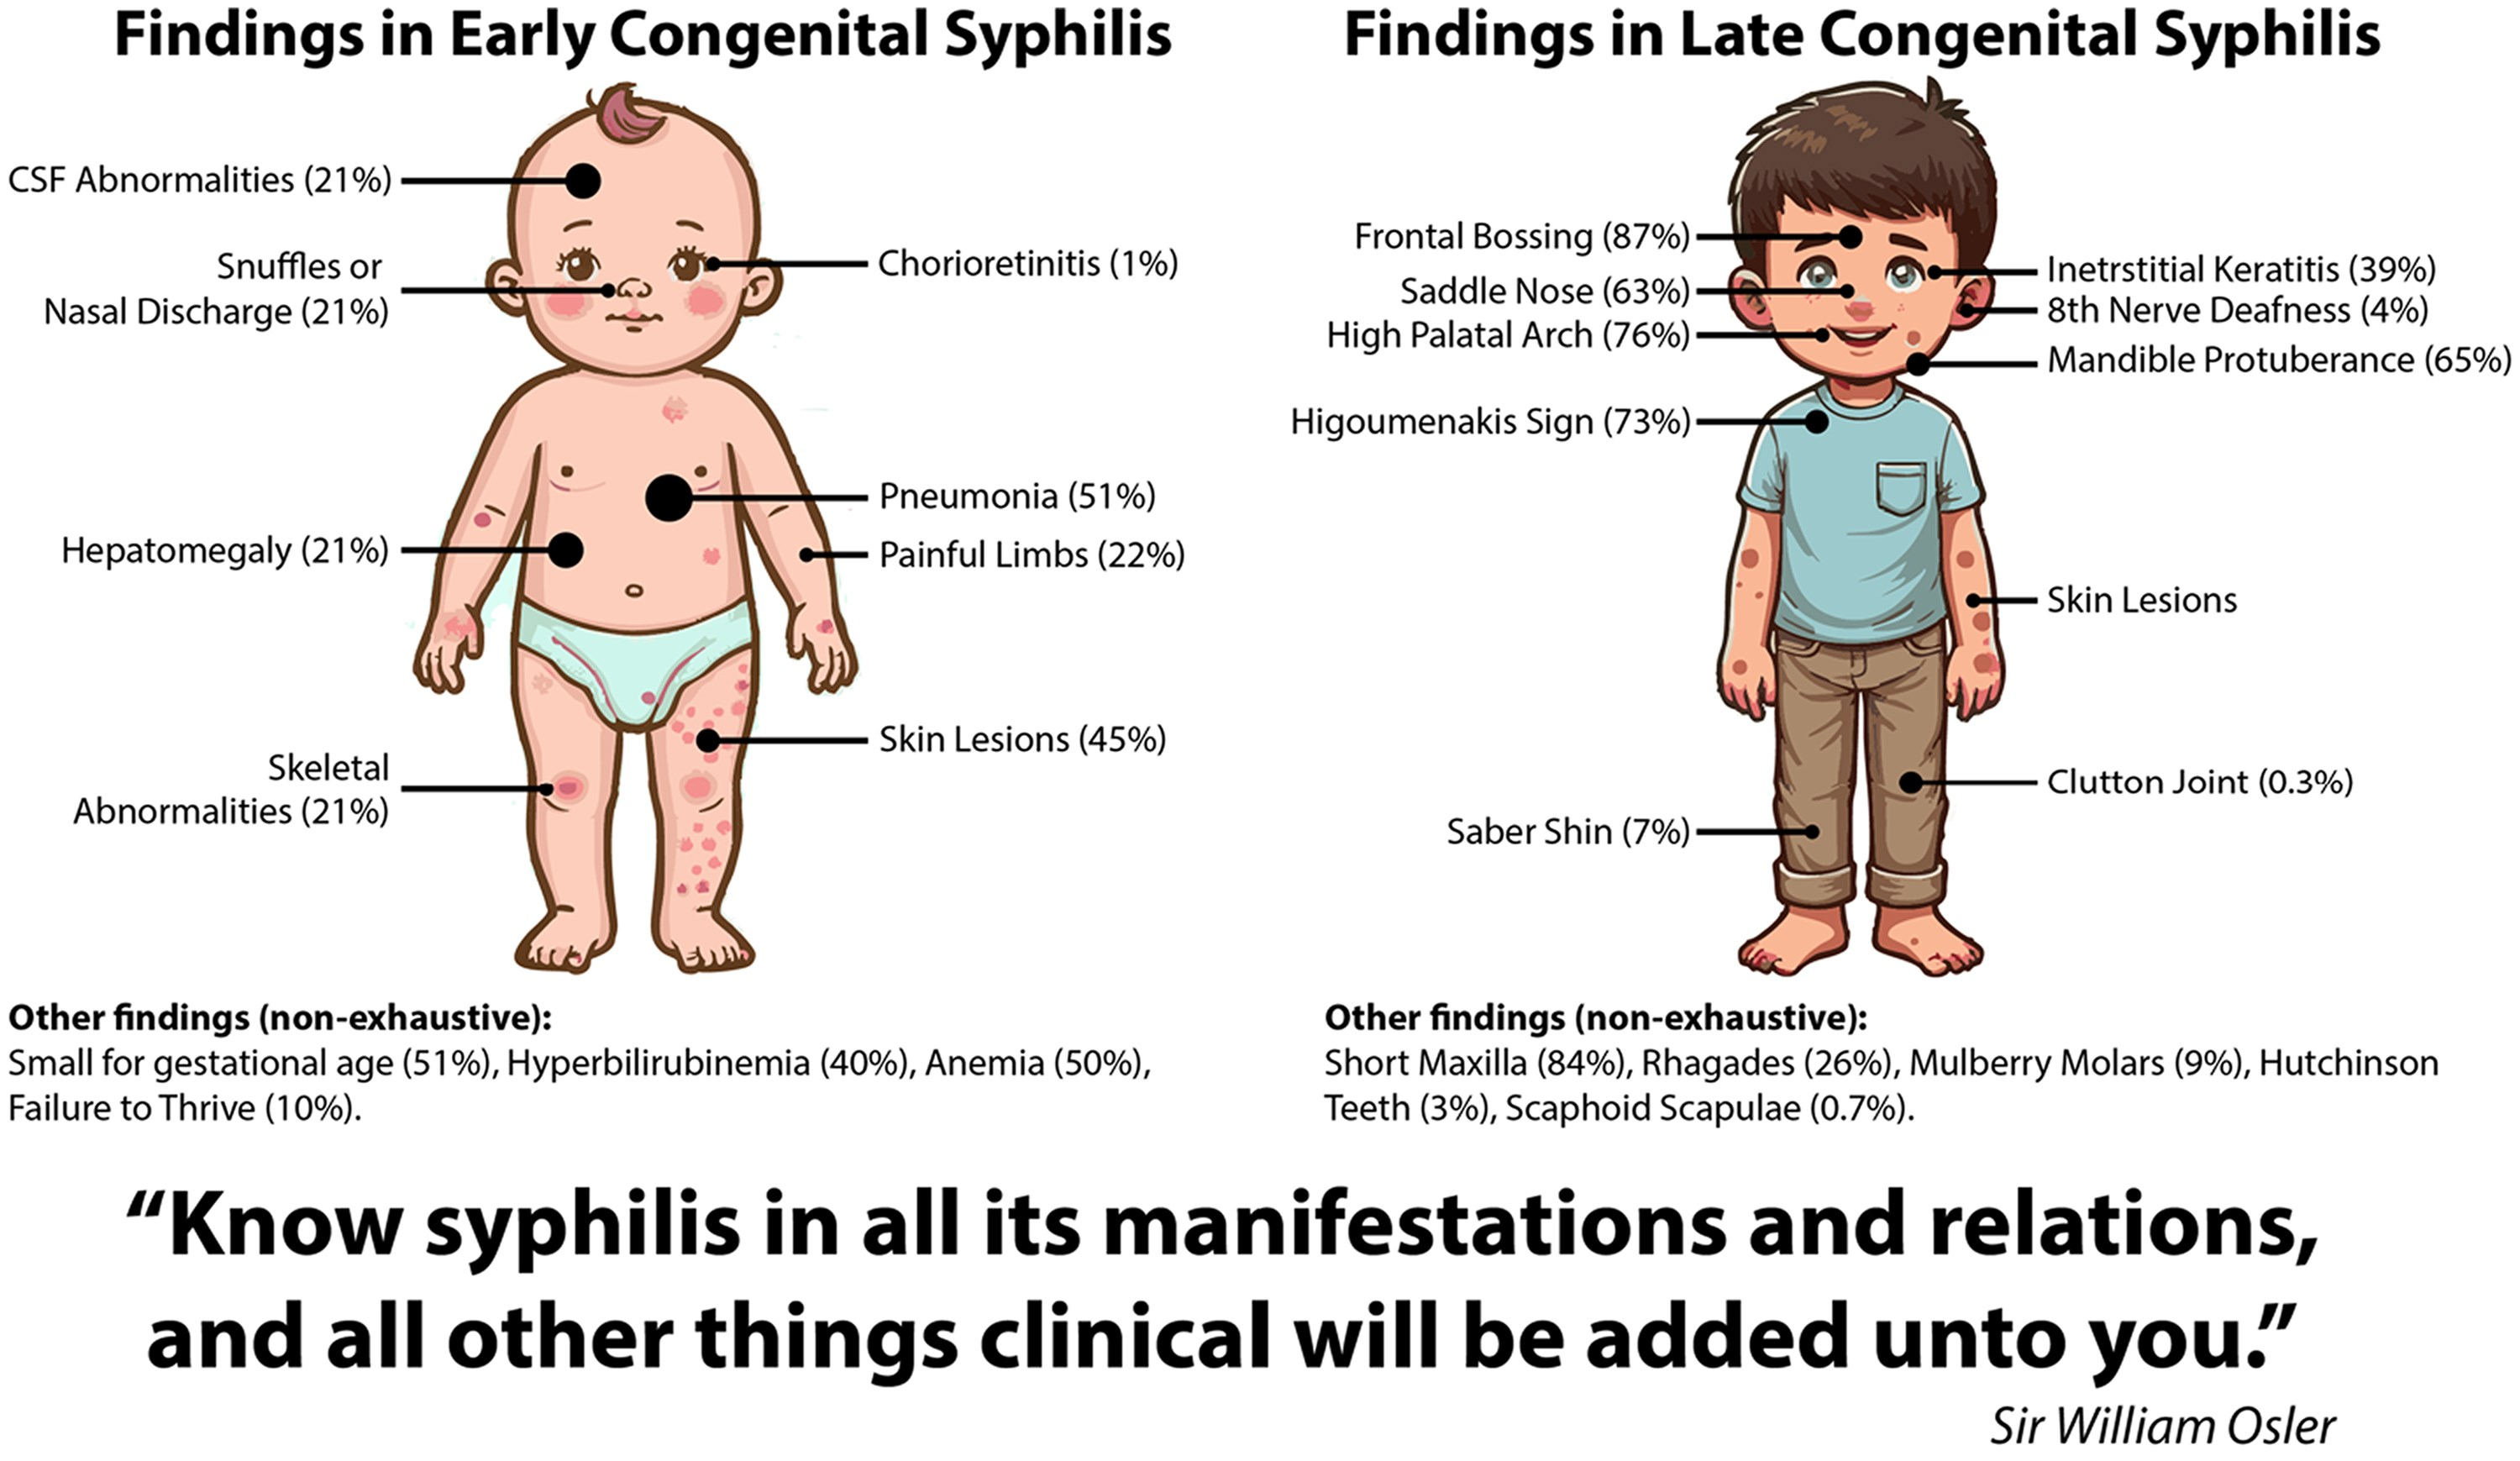 Findings in Early Congenital Syphilis
CSF Abnormalities (21%)
Snuffles or
Nasal Discharge (21%)
Chorioretinitis (1%)
Pneumonia (51%)
Hepatomegaly (21%)
Painful Limbs (22%)
Skin Lesions (45%)
Skeletal
Abnormalities (21%)
Other findings (non-exhaustive):
Small for gestational age (51%), Hyperbilirubinemia (40%), Anemia (50%),
Failure to Thrive (10%).
Findings in Late Congenital Syphilis
Frontal Bossing (87%)
Saddle Nose (63%)
High Palatal Arch (76%)
Higoumenakis Sign (73%)
Inetrstitial Keratitis (39%)
8th Nerve Deafness (4%)
Mandible Protuberance (65%)
Skin Lesions
Clutton Joint (0.3%)
Saber Shin (7%)
Other findings (non-exhaustive):
Short Maxilla (84%), Rhagades (26%), Mulberry Molars (9%), Hutchinson
Teeth (3%), Scaphoid Scapulae (0.7%).
“Know syphilis in all its manifestations and relations,
and all other things clinical will be added unto you.”
Sir William Osler